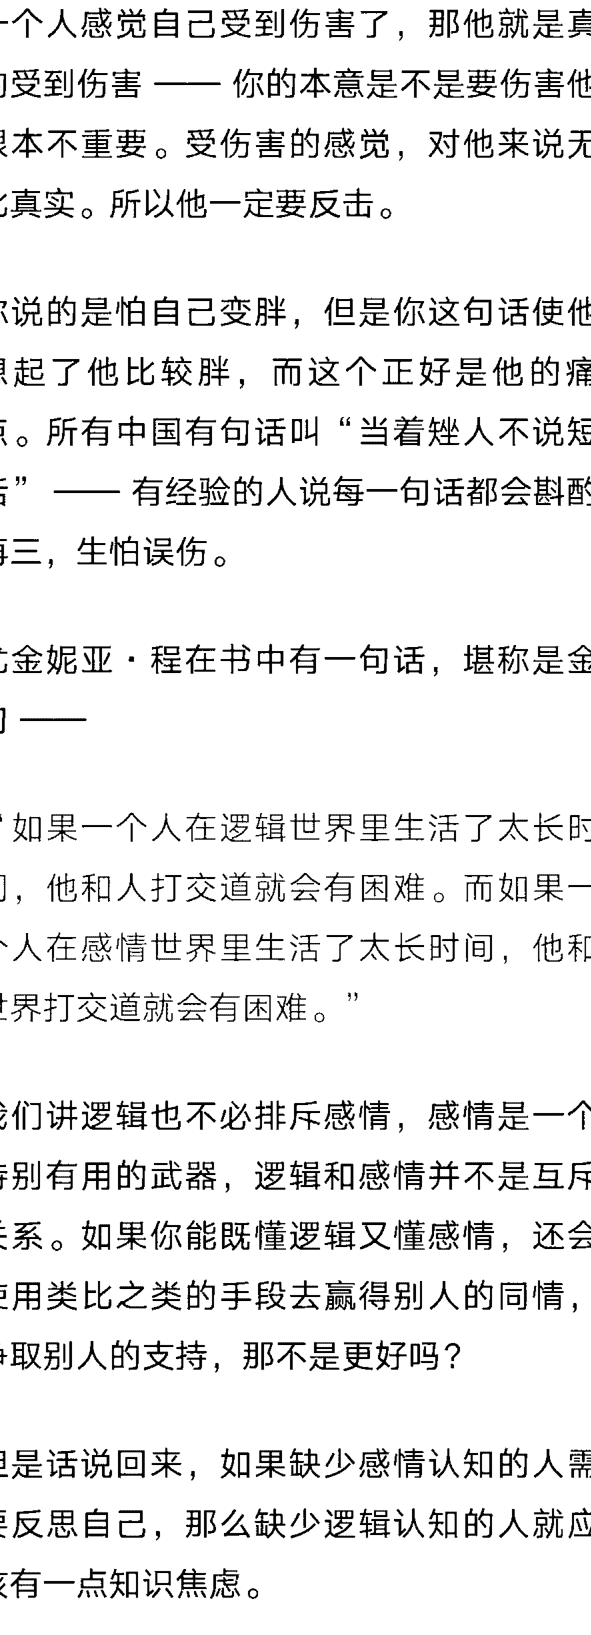 一个人感觉自己受到伤害了，那他就是真
的受到伤害 —— 你的本意是不是要伤害他
根本不重要。受伤害的感觉，对他来说无
比真实。所以他一定要反击。
你说的是怕自己变胖，但是你这句话使他
想起了他比较胖，而这个正好是他的痛
点。所有中国有句话叫“当着矬人不说短
话” —— 有经验的人说每一句话都会斟酌
再三，生怕误伤。
尤金妮亚·程在书中有一句话，堪称是金
句 ——
“如果一个人在逻辑世界里生活了太长时
间，他和人打交道就会有困难。而如果一
个人在感情世界里生活了太长时间，他和
世界打交道就会有困难。”
我们讲逻辑也不必排斥感情，感情是一个
特别有用的武器，逻辑和感情并不是互斥
关系。如果你能既懂逻辑又懂感情，还会
使用类比之类的手段去赢得别人的同情，
争取别人的支持，那不是更好吗？
但是话说回来，如果缺少感情认知的人需
要反思自己，那么缺少逻辑认知的人就应
该有一点知识焦虑。